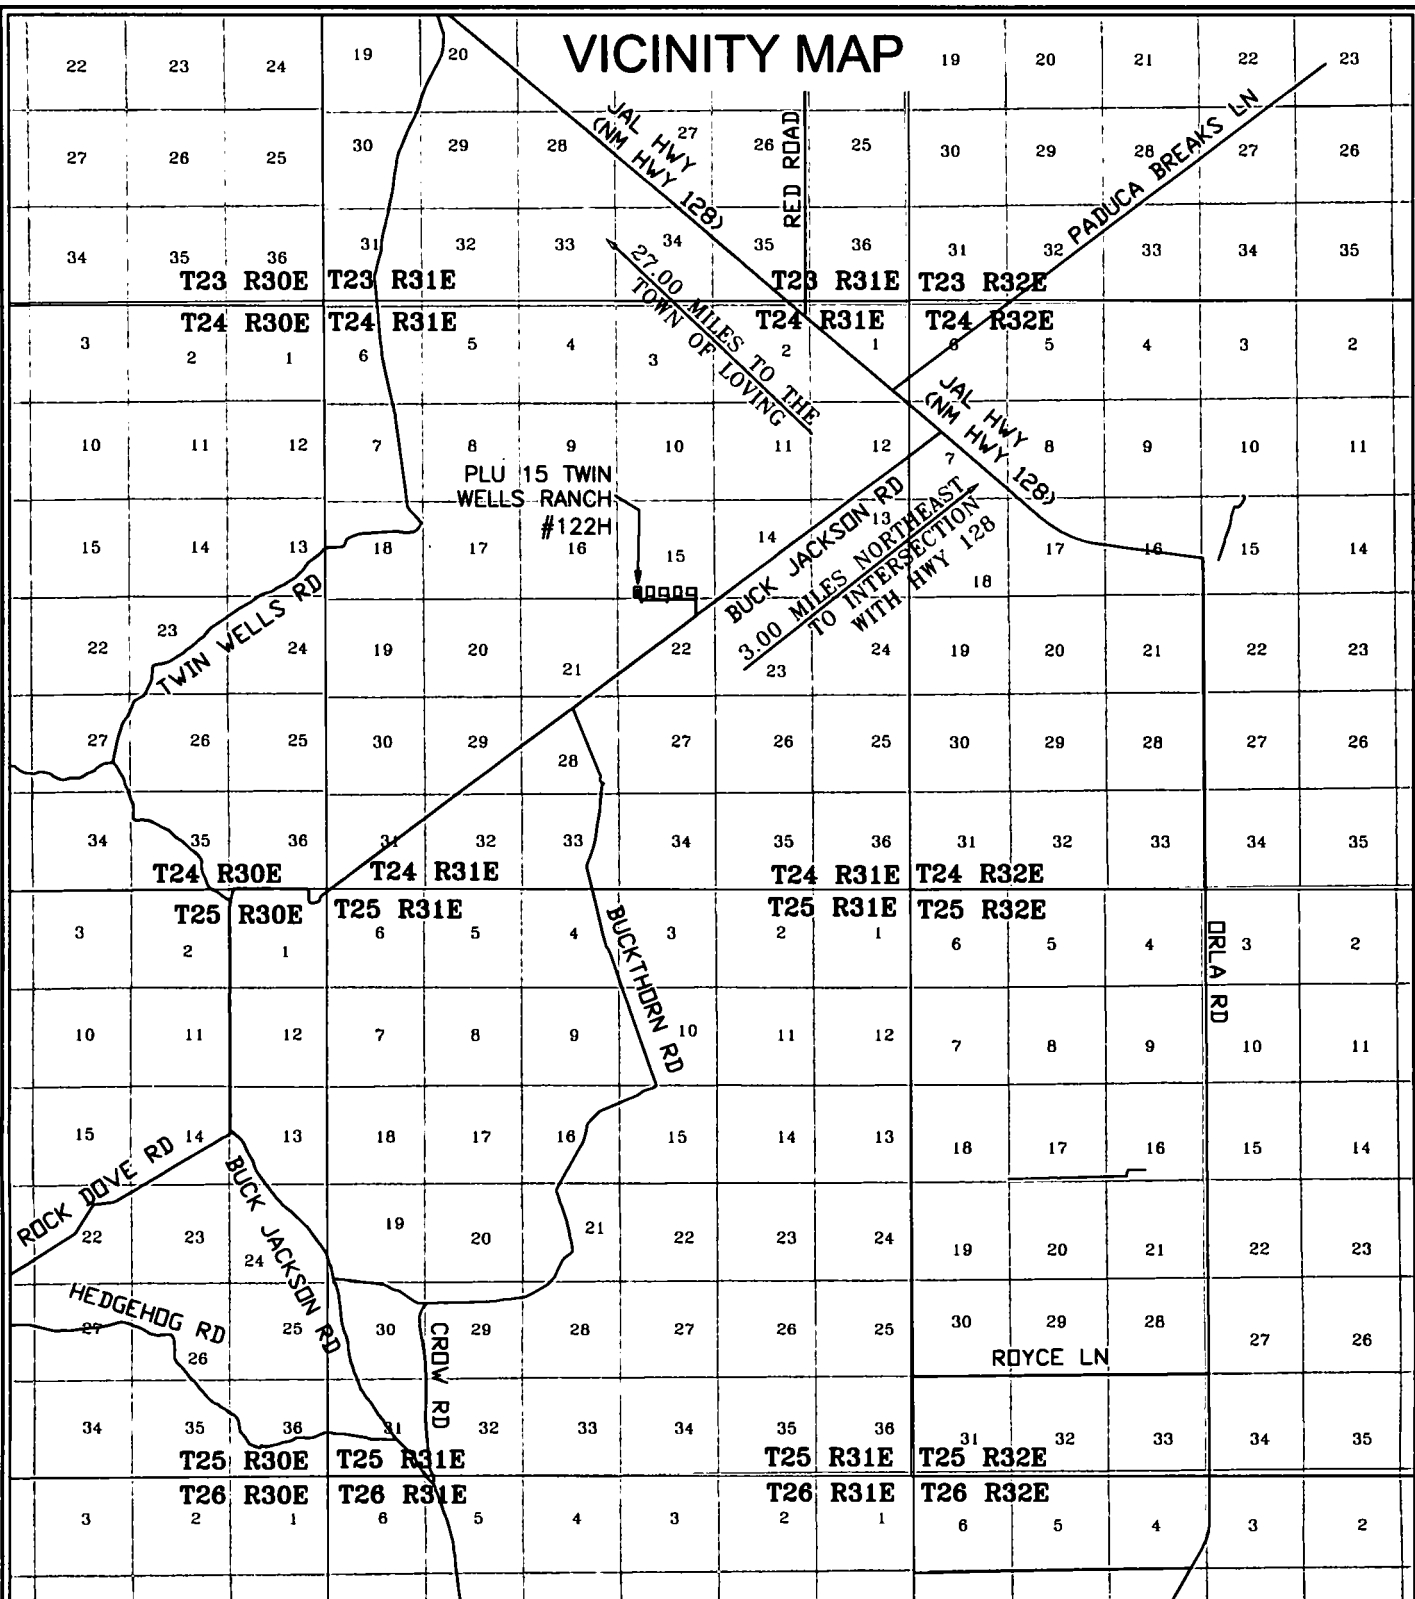 VICINITY MAP
22 23 24 19 20 19 20 21 22 23
JAL HWY
(NM HWY 128)
RED ROAD
PADUCA BREAKS LN
27 26 25 30 29 28 27 26 25 30 29 28 27 26
34 35 36 31 32 33 34 35 36 31 32 33 34 35
T23 R30E T23 R31E T23 R31E T23 R32E
27.00 MILES TO THE
TOWN OF LOVING
T24 R30E T24 R31E T24 R31E T24 R32E
3 2 1 6 5 4 3 2 1 6 5 4 3 2
JAL HWY
(NM HWY 128)
10 11 12 7 8 9 10 11 12 7 8 9 10 11
PLU 15 TWIN
WELLS RANCH
#122H
BUCK JACKSON RD
3.00 MILES NORTHEAST
TO INTERSECTION
WITH HWY 128
15 14 13 18 17 16 15 14 13 18 17 16 15 14
TWIN WELLS RD
22 23 24 19 20 21 22 23 24 19 20 21 22 23
27 26 25 30 29 28 27 26 25 30 29 28 27 26
34 35 36 31 32 33 34 35 36 31 32 33 34 35
T24 R30E T24 R31E T24 R31E T24 R32E
T25 R30E T25 R31E T25 R31E T25 R32E
3 2 1 6 5 4 3 2 1 6 5 4 3 2
BUCKTHORN RD
ORLA RD
10 11 12 7 8 9 10 11 12 7 8 9 10 11
15 14 13 18 17 16 15 14 13 18 17 16 15 14
ROCK DOVE RD
BUCK JACKSON RD
22 23 24 19 20 21 22 23 24 19 20 21 22 23
HEDGEHOG RD
CROW RD
27 26 25 30 29 28 27 26 25 30 29 28 27 26
ROYCE LN
34 35 36 31 32 33 34 35 36 31 32 33 34 35
T25 R30E T25 R31E T25 R31E T25 R32E
T26 R30E T26 R31E T26 R31E T26 R32E
3 2 1 6 5 4 3 2 1 6 5 4 3 2